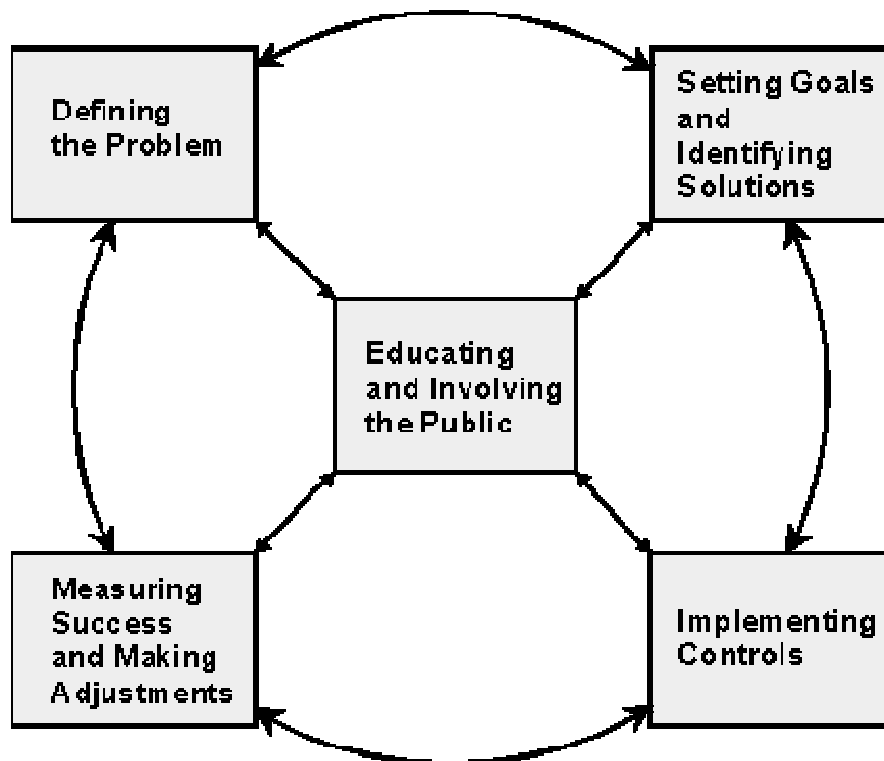 Defining
the Problem
Setting Goals
and
Identifying
Solutions
Educating
and Involving
the Public
Measuring
Success
and Making
Adjustments
Implementing
Controls